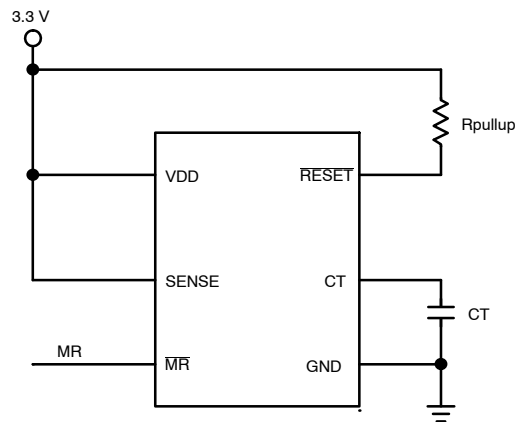 3.3 V
Rpullup
VDD
RESET
SENSE
CT
CT
MR
MR
GND